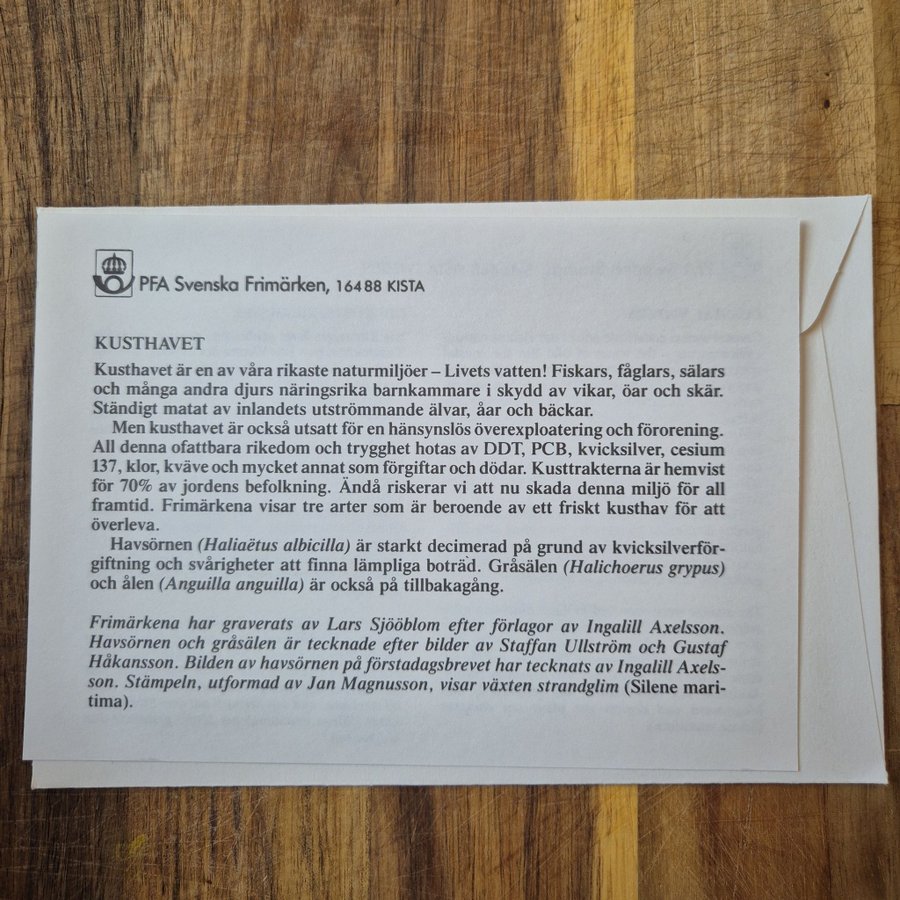 PFA Svenska Frimärken, 164 88 KISTA
KUSTHAVET
Kusthavet är en av våra rikaste naturmiljöer – Livets vatten! Fiskars, fåglars, sälars
och många andra djurs näringsrika barnkammare i skydd av vikar, öar och skär.
Ständigt matat av inlandets utströmmande älvar, åar och bäckar.
Men kusthavet är också utsatt för en hänsynslös överexploatering och förorening.
All denna ofattbara rikedom och trygghet hotas av DDT, PCB, kvicksilver, cesium
137, klor, kväve och mycket annat som förgiftar och dödar. Kusttrakterna är hemvist
för 70% av jordens befolkning. Ändå riskerar vi att nu skada denna miljö för all
framtid. Frimärkena visar tre arter som är beroende av ett friskt kusthav för att
överleva.
Havsörnen (Haliaëtus albicilla) är starkt decimerad på grund av kvicksilverför-
giftning och svårigheter att finna lämpliga boträd. Gråsälen (Halichoerus grypus)
och ålen (Anguilla anguilla) är också på tillbakagång.
Frimärkena har graverats av Lars Sjööblom efter förlagor av Ingalill Axelsson.
Havsörnen och gråsälen är tecknade efter bilder av Staffan Ullström och Gustaf
Håkansson. Bilden av havsörnen på förstadagsbrevet har tecknats av Ingalill Axels-
son. Stämpeln, utformad av Jan Magnusson, visar växten strandglim (Silene mari-
tima).